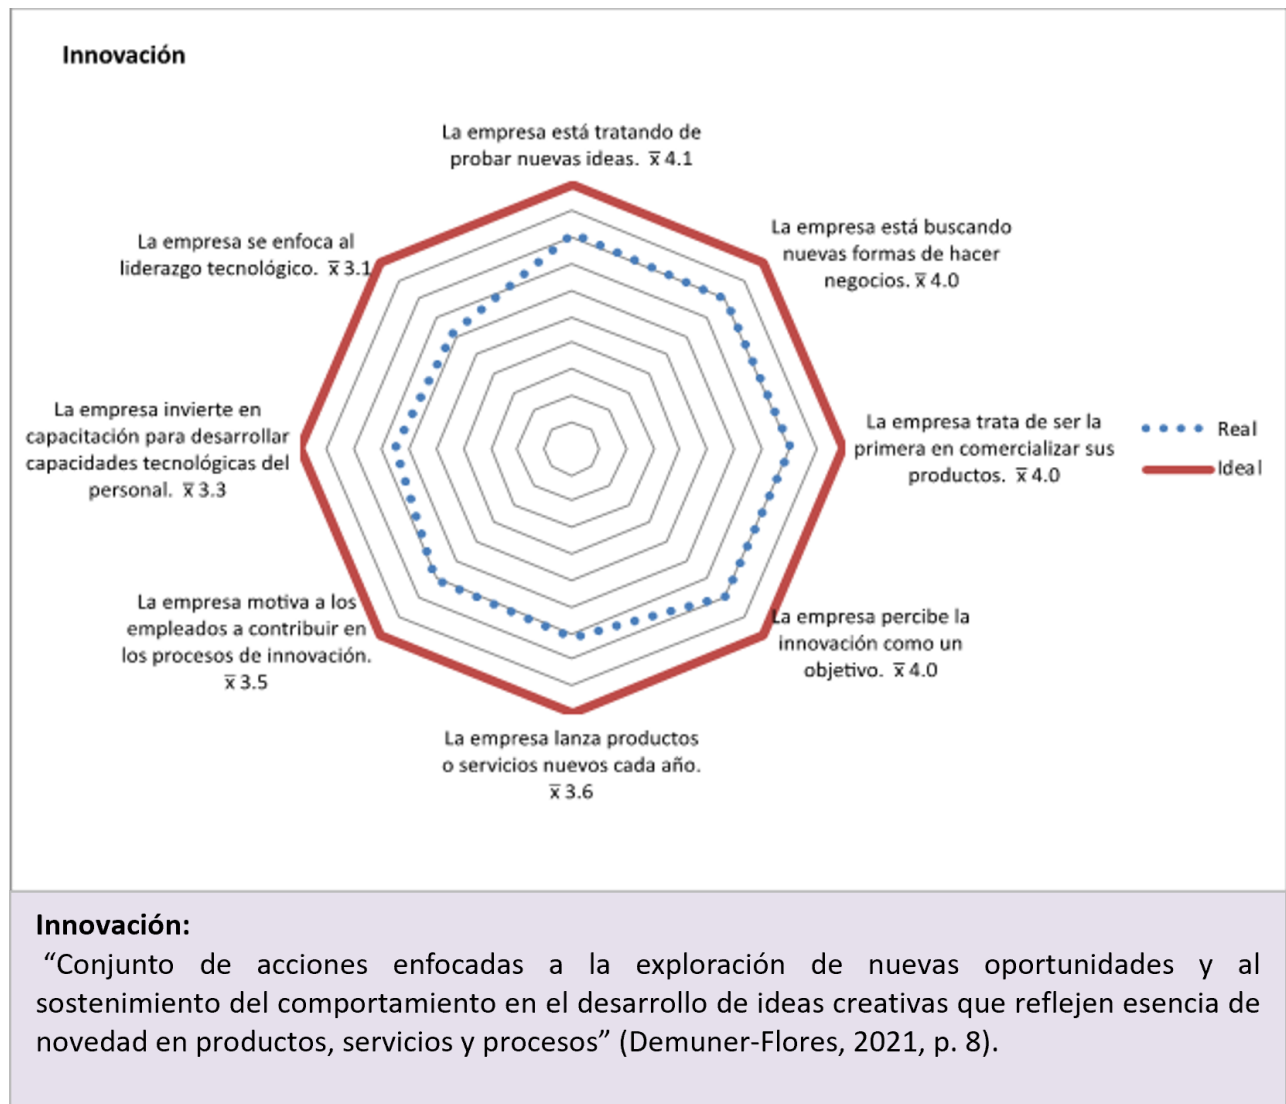 Innovación
La empresa está tratando de
probar nuevas ideas. x̅ 4.1
La empresa está buscando
nuevas formas de hacer
negocios. x̅ 4.0
La empresa trata de ser la
primera en comercializar sus
productos. x̅ 4.0
La empresa percibe la
innovación como un
objetivo. x̅ 4.0
La empresa lanza productos
o servicios nuevos cada año.
x̅ 3.6
La empresa motiva a los
empleados a contribuir en
los procesos de innovación.
x̅ 3.5
La empresa invierte en
capacitación para desarrollar
capacidades tecnológicas del
personal. x̅ 3.3
La empresa se enfoca al
liderazgo tecnológico. x̅ 3.1
Real
Ideal
Innovación:
“Conjunto de acciones enfocadas a la exploración de nuevas oportunidades y al
sostenimiento del comportamiento en el desarrollo de ideas creativas que reflejen esencia de
novedad en productos, servicios y procesos” (Demuner-Flores, 2021, p. 8).